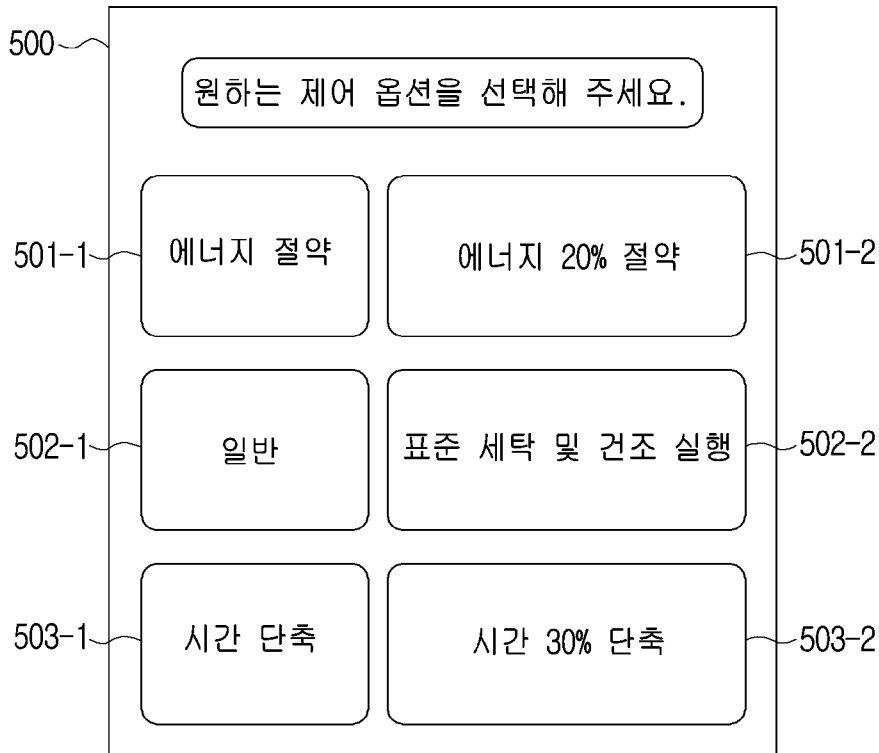 500
원하는 제어 옵션을 선택해 주세요.
501-1 에너지 절약 에너지 20% 절약 501-2
502-1 일반 표준 세탁 및 건조 실행 502-2
503-1 시간 단축 시간 30% 단축 503-2